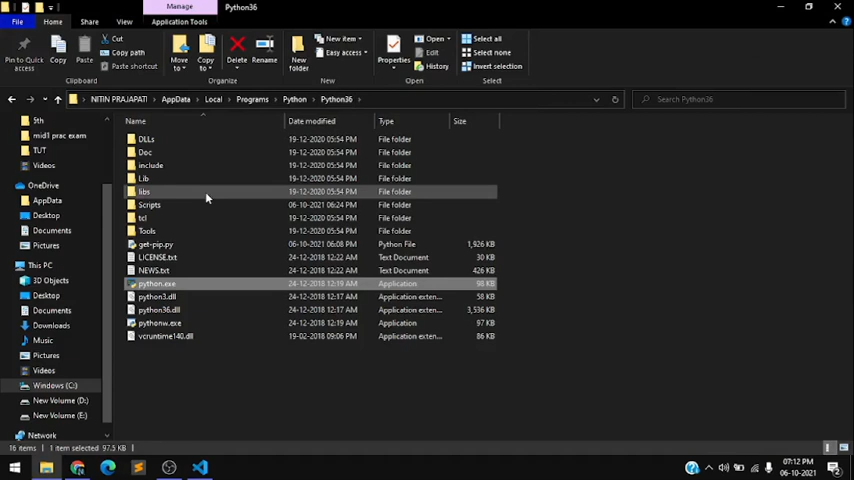 Manage
Python36
File
Home
Share
View
Application Tools
Pin to Quick access
Copy
Paste
Cut
Copy path
Paste shortcut
Clipboard
Move to
Copy to
Delete
Rename
Organize
New folder
New item
Easy access
New
Properties
Open
Edit
History
Open
Select all
Select none
Invert selection
Select
NITIN PRAJAPATI > AppData > Local > Programs > Python > Python36 >
Search Python36
5th
mid1 prac exam
TUT
Videos
OneDrive
AppData
Desktop
Documents
Pictures
This PC
3D Objects
Desktop
Documents
Downloads
Music
Pictures
Videos
Windows (C:)
New Volume (D:)
New Volume (E:)
Network
Name Date modified Type Size
DLLs 19-12-2020 05:54 PM File folder
Doc 19-12-2020 05:54 PM File folder
include 19-12-2020 05:54 PM File folder
Lib 19-12-2020 05:54 PM File folder
libs 19-12-2020 05:54 PM File folder
Scripts 06-10-2021 06:24 PM File folder
tcl 19-12-2020 05:54 PM File folder
Tools 19-12-2020 05:54 PM File folder
get-pip.py 06-10-2021 06:08 PM Python File 1,926 KB
LICENSE.txt 24-12-2018 12:22 AM Text Document 30 KB
NEWS.txt 24-12-2018 12:22 AM Text Document 426 KB
python.exe 24-12-2018 12:19 AM Application 98 KB
python3.dll 24-12-2018 12:17 AM Application exten... 58 KB
python36.dll 24-12-2018 12:17 AM Application exten... 3,536 KB
pythonw.exe 24-12-2018 12:19 AM Application 97 KB
vcruntime140.dll 19-02-2018 09:06 PM Application exten... 86 KB
16 items
1 item selected 97.5 KB
07:12 PM
06-10-2021
2